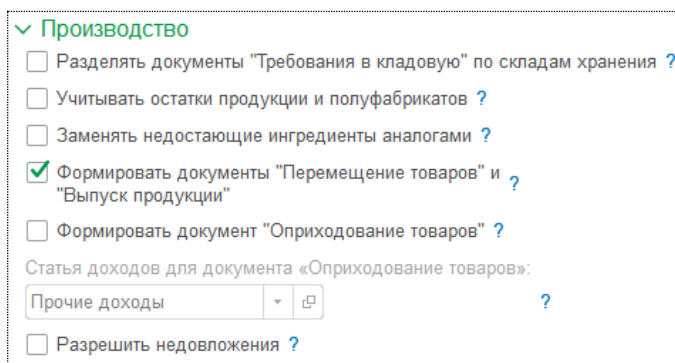 Производство
Разделять документы "Требования в кладовую" по складам хранения ?
Учитывать остатки продукции и полуфабрикатов ?
Заменять недостающие ингредиенты аналогами ?
Формировать документы "Перемещение товаров" и
"Выпуск продукции" ?
Формировать документ "Оприходование товаров" ?
Статья доходов для документа «Оприходование товаров»:
Прочие доходы ?
Разрешить недовложения ?